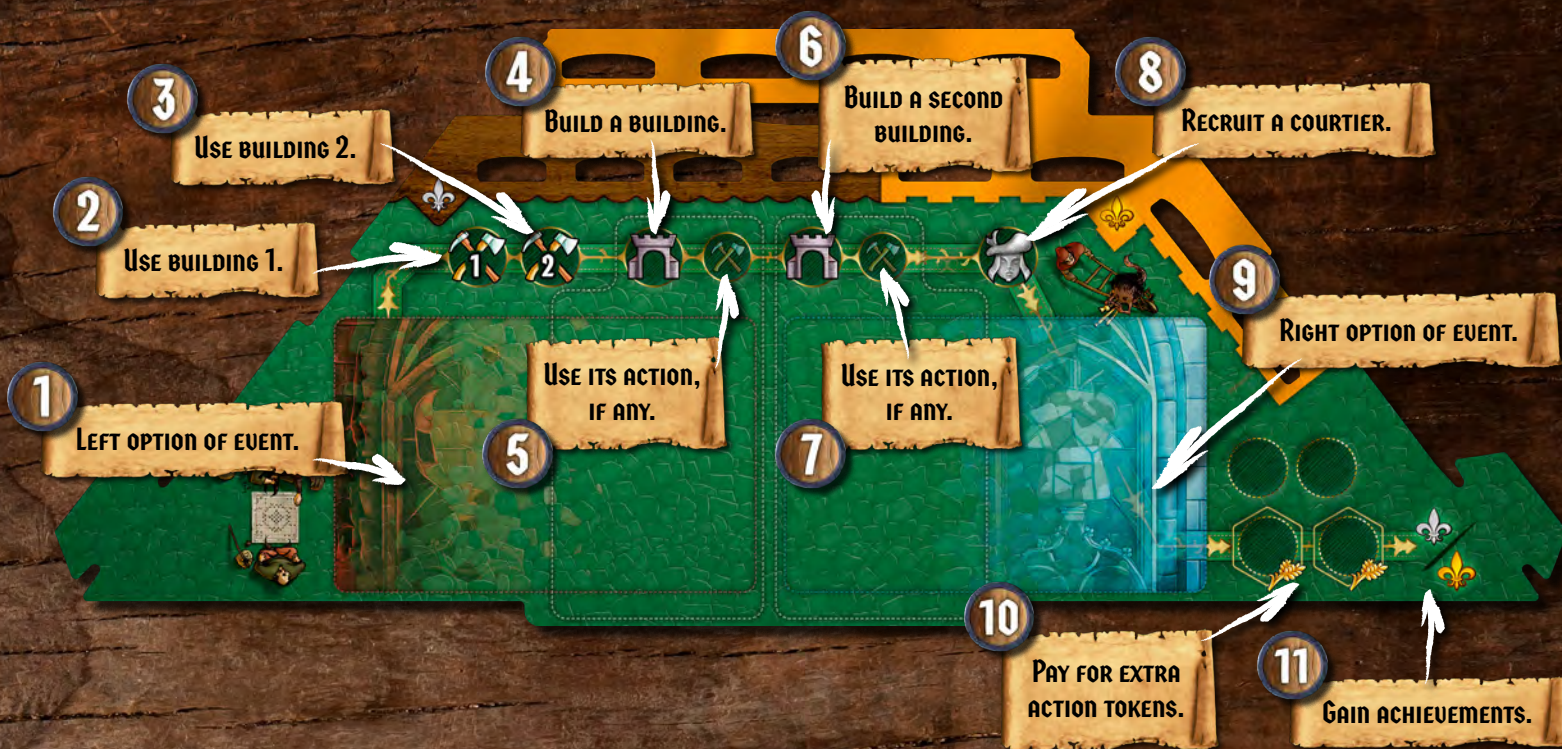 1
Left option of event.
2
Use building 1.
3
Use building 2.
4
Build a building.
5
Use its action,
if any.
6
Build a second
building.
7
Use its action,
if any.
8
Recruit a courtier.
9
Right option of event.
10
Pay for extra
action tokens.
11
Gain achievements.
1
2